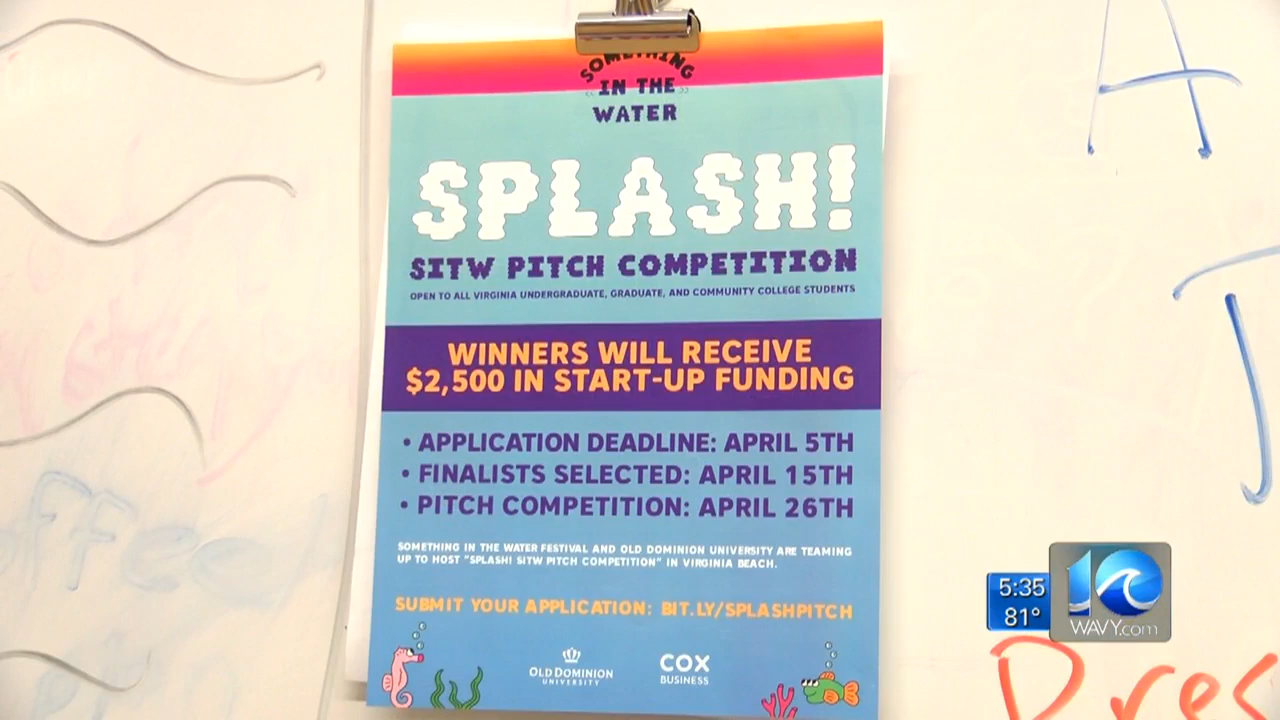 SOMETHING
IN THE
WATER
SPLASH!
SITW PITCH COMPETITION
OPEN TO ALL VIRGINIA UNDERGRADUATE, GRADUATE, AND COMMUNITY COLLEGE STUDENTS
WINNERS WILL RECEIVE
$2,500 IN START-UP FUNDING
• APPLICATION DEADLINE: APRIL 5TH
• FINALISTS SELECTED: APRIL 15TH
• PITCH COMPETITION: APRIL 26TH
SOMETHING IN THE WATER FESTIVAL AND OLD DOMINION UNIVERSITY ARE TEAMING
UP TO HOST "SPLASH! SITW PITCH COMPETITION" IN VIRGINIA BEACH.
SUBMIT YOUR APPLICATION: BIT.LY/SPLASHPITCH
OLD DOMINION
UNIVERSITY
COX
BUSINESS
A
5:35
81°
10
WAVY.com
Pres